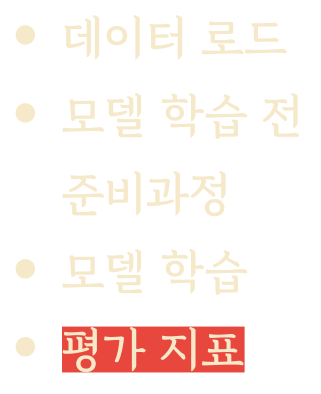 • 데이터 로드
• 모델 학습 전
준비과정
• 모델 학습
• 평가 지표